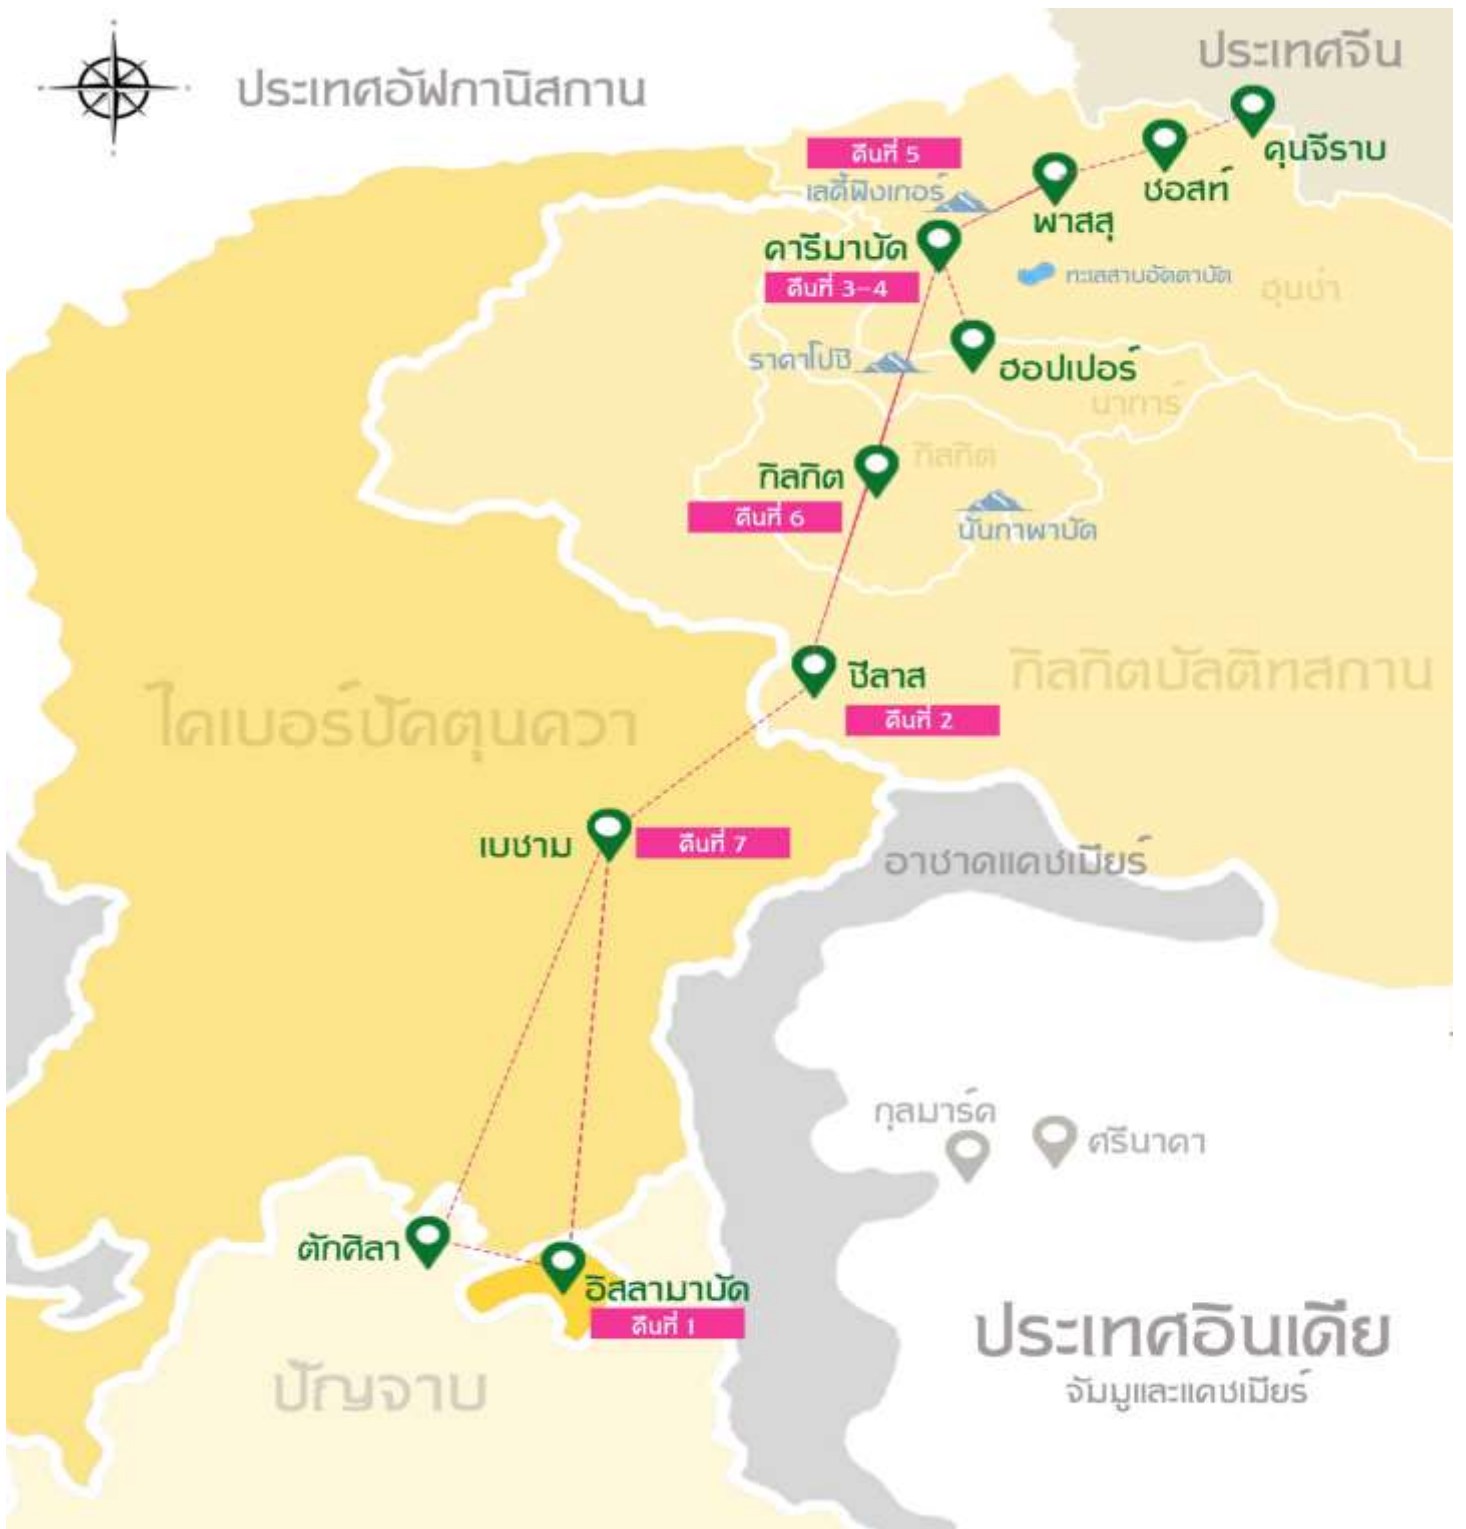 ประเทศจีน
ประเทศอัฟกานิสถาน
คุนจีราบ
คืนที่ 5
ซอสท์
เลดี้ฟิงเกอร์
พาสสุ
คารีมาบัด
ทะเลสาบอัตตาบัด
คืนที่ 3-4
ฮุนซ่า
ราคาโปชิ
ฮอปเปอร์
นาการ์
กิลกิต
กิลกิต
คืนที่ 6
นันกาพาบัต
กิลกิตบัลติทสถาน
ชีลาส
คืนที่ 2
ไคเบอร์ปัคตุนควา
เบชาม
คืนที่ 7
อาซาดแคชเมียร์
กุลมาร์ค
ศรีนาคา
ตักศิลา
อิสลามาบัด
คืนที่ 1
ประเทศอินเดีย
จัมมูและแคชเมียร์
ปัญจาบ